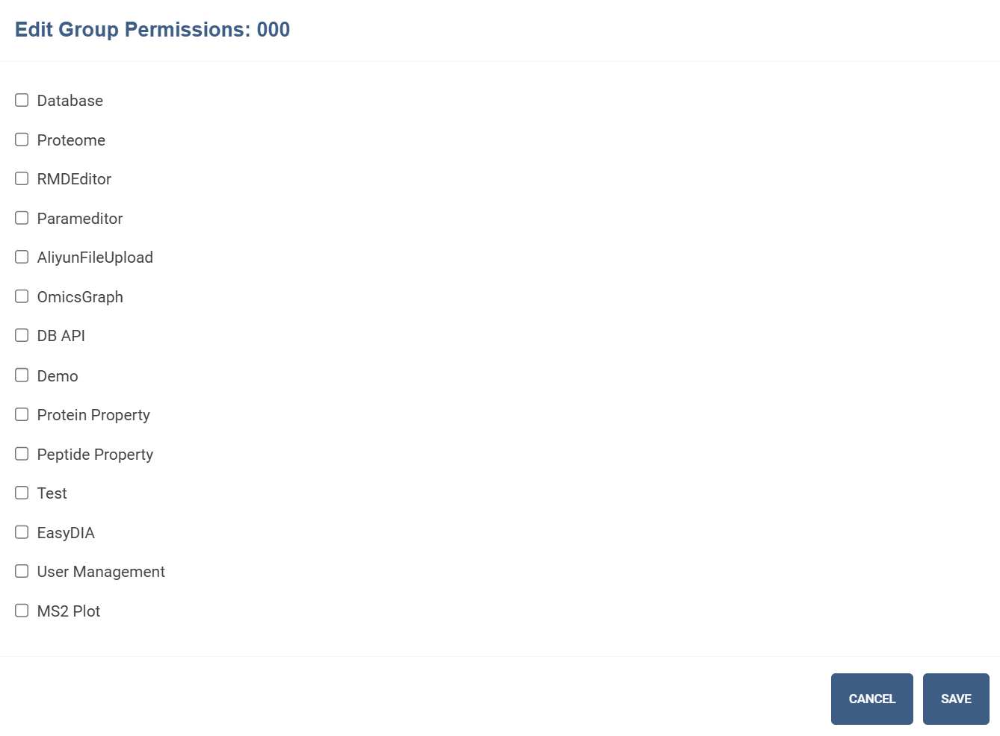 Edit Group Permissions: 000
Database
Proteome
RMDEditor
Parameditor
AliyunFileUpload
OmicsGraph
DB API
Demo
Protein Property
Peptide Property
Test
EasyDIA
User Management
MS2 Plot
CANCEL SAVE